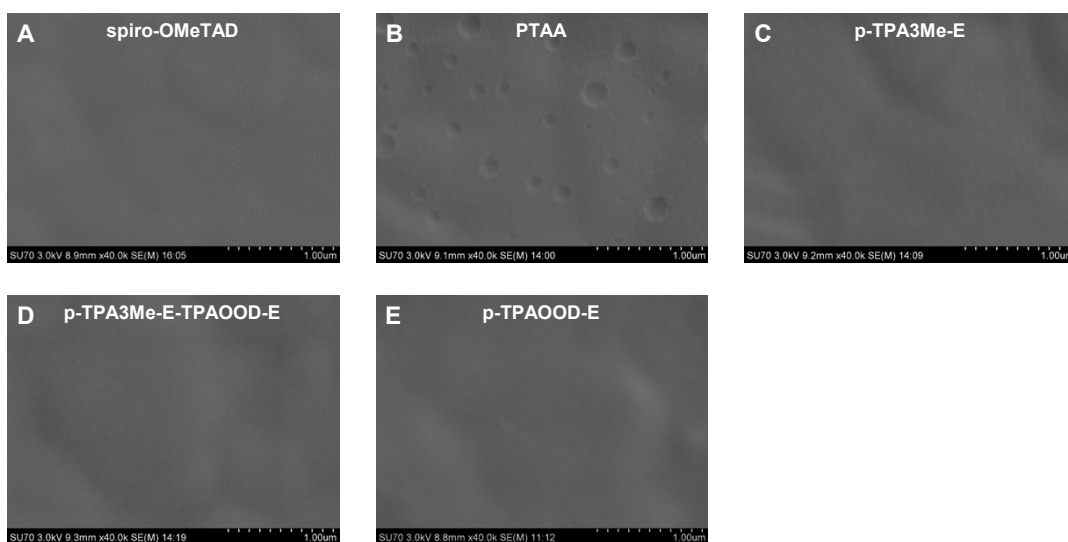 A spiro-OMeTAD
B PTAA
C p-TPA3Me-E
SU70 3.0kV 8.9mm x40.0k SE(M) 16:05 1.00um
SU70 3.0kV 9.1mm x40.0k SE(M) 14:00 1.00um
SU70 3.0kV 9.2mm x40.0k SE(M) 14:09 1.00um
D p-TPA3Me-E-TPAOOD-E
E p-TPAOOD-E
SU70 3.0kV 9.3mm x40.0k SE(M) 14:19 1.00um
SU70 3.0kV 8.8mm x40.0k SE(M) 11:12 1.00um